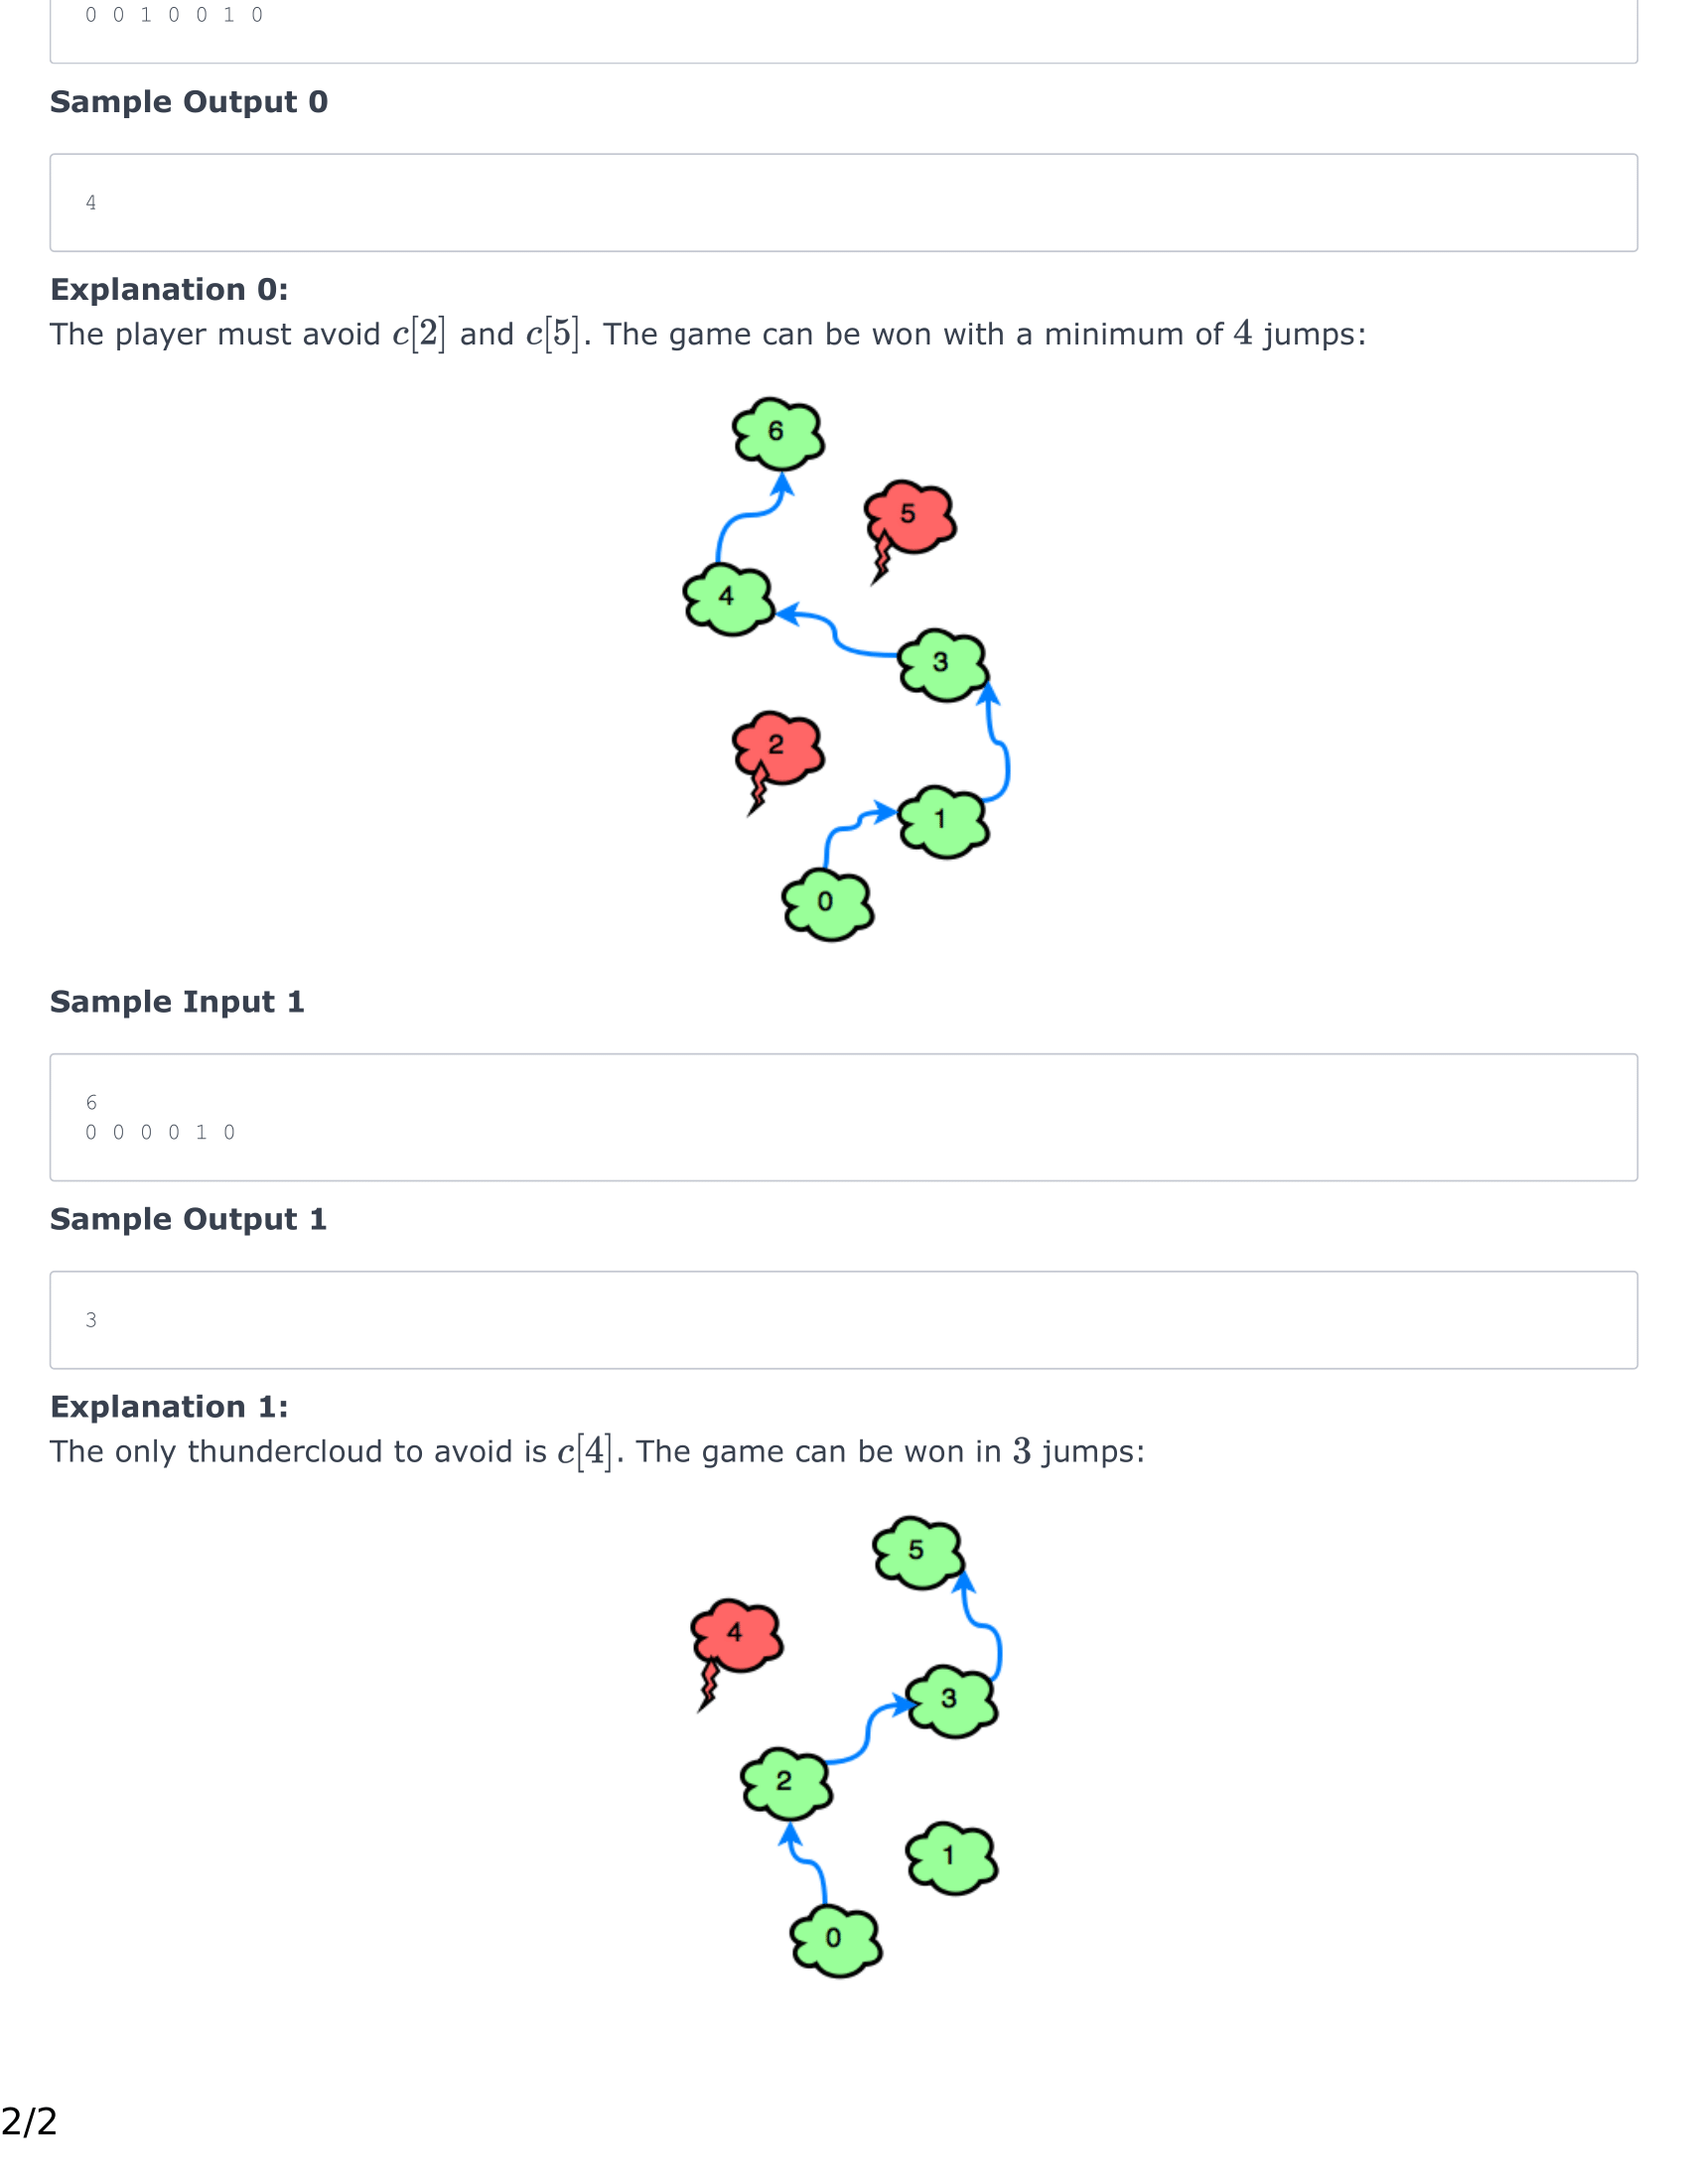 0 0 1 0 0 1 0
Sample Output 0
4
Explanation 0:
The player must avoid c[2] and c[5]. The game can be won with a minimum of 4 jumps:
6
5
4
3
2
1
0
Sample Input 1
6
0 0 0 0 1 0
Sample Output 1
3
Explanation 1:
The only thundercloud to avoid is c[4]. The game can be won in 3 jumps:
5
4
3
2
1
0
2/2